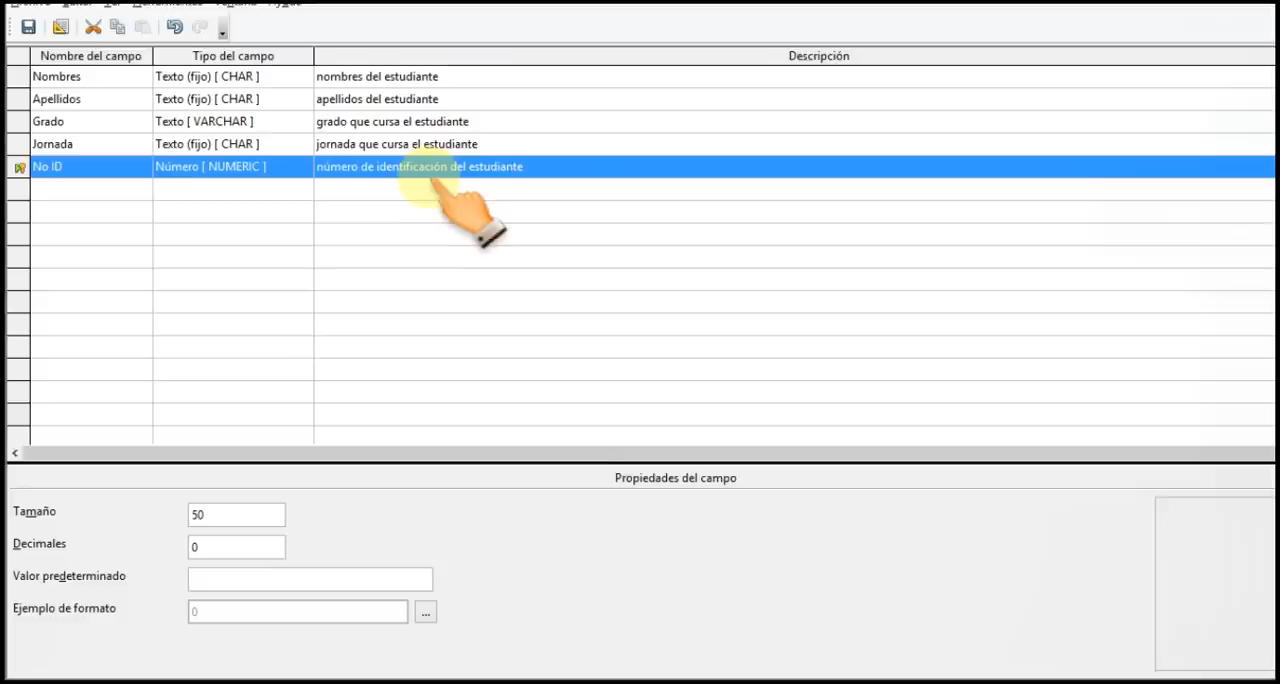 Nombre del campo Tipo del campo Descripción
Nombres Texto (fijo) [ CHAR ] nombres del estudiante
Apellidos Texto (fijo) [ CHAR ] apellidos del estudiante
Grado Texto [ VARCHAR ] grado que cursa el estudiante
Jornada Texto (fijo) [ CHAR ] jornada que cursa el estudiante
No ID Número [ NUMERIC ] número de identificación del estudiante
<
Propiedades del campo
Tamaño 50
Decimales 0
Valor predeterminado
Ejemplo de formato 0 ...